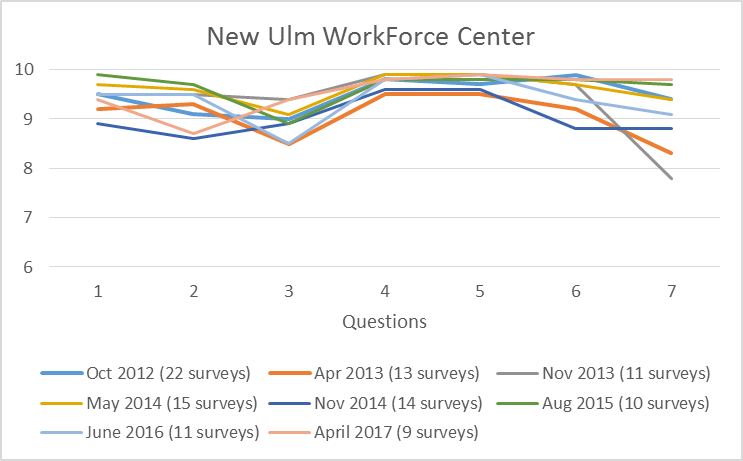 New Ulm WorkForce Center
10
9
8
7
6
1 2 3 4 5 6 7
Questions
Oct 2012 (22 surveys) Apr 2013 (13 surveys) Nov 2013 (11 surveys)
May 2014 (15 surveys) Nov 2014 (14 surveys) Aug 2015 (10 surveys)
June 2016 (11 surveys) April 2017 (9 surveys)